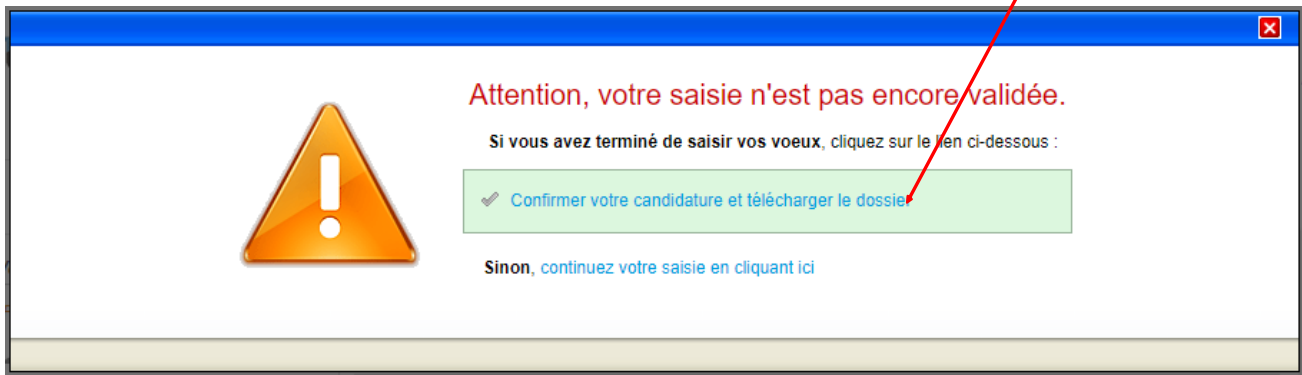 Attention, votre saisie n'est pas encore validée.
Si vous avez terminé de saisir vos voeux, cliquez sur le lien ci-dessous :
Confirmer votre candidature et télécharger le dossier
Sinon, continuez votre saisie en cliquant ici